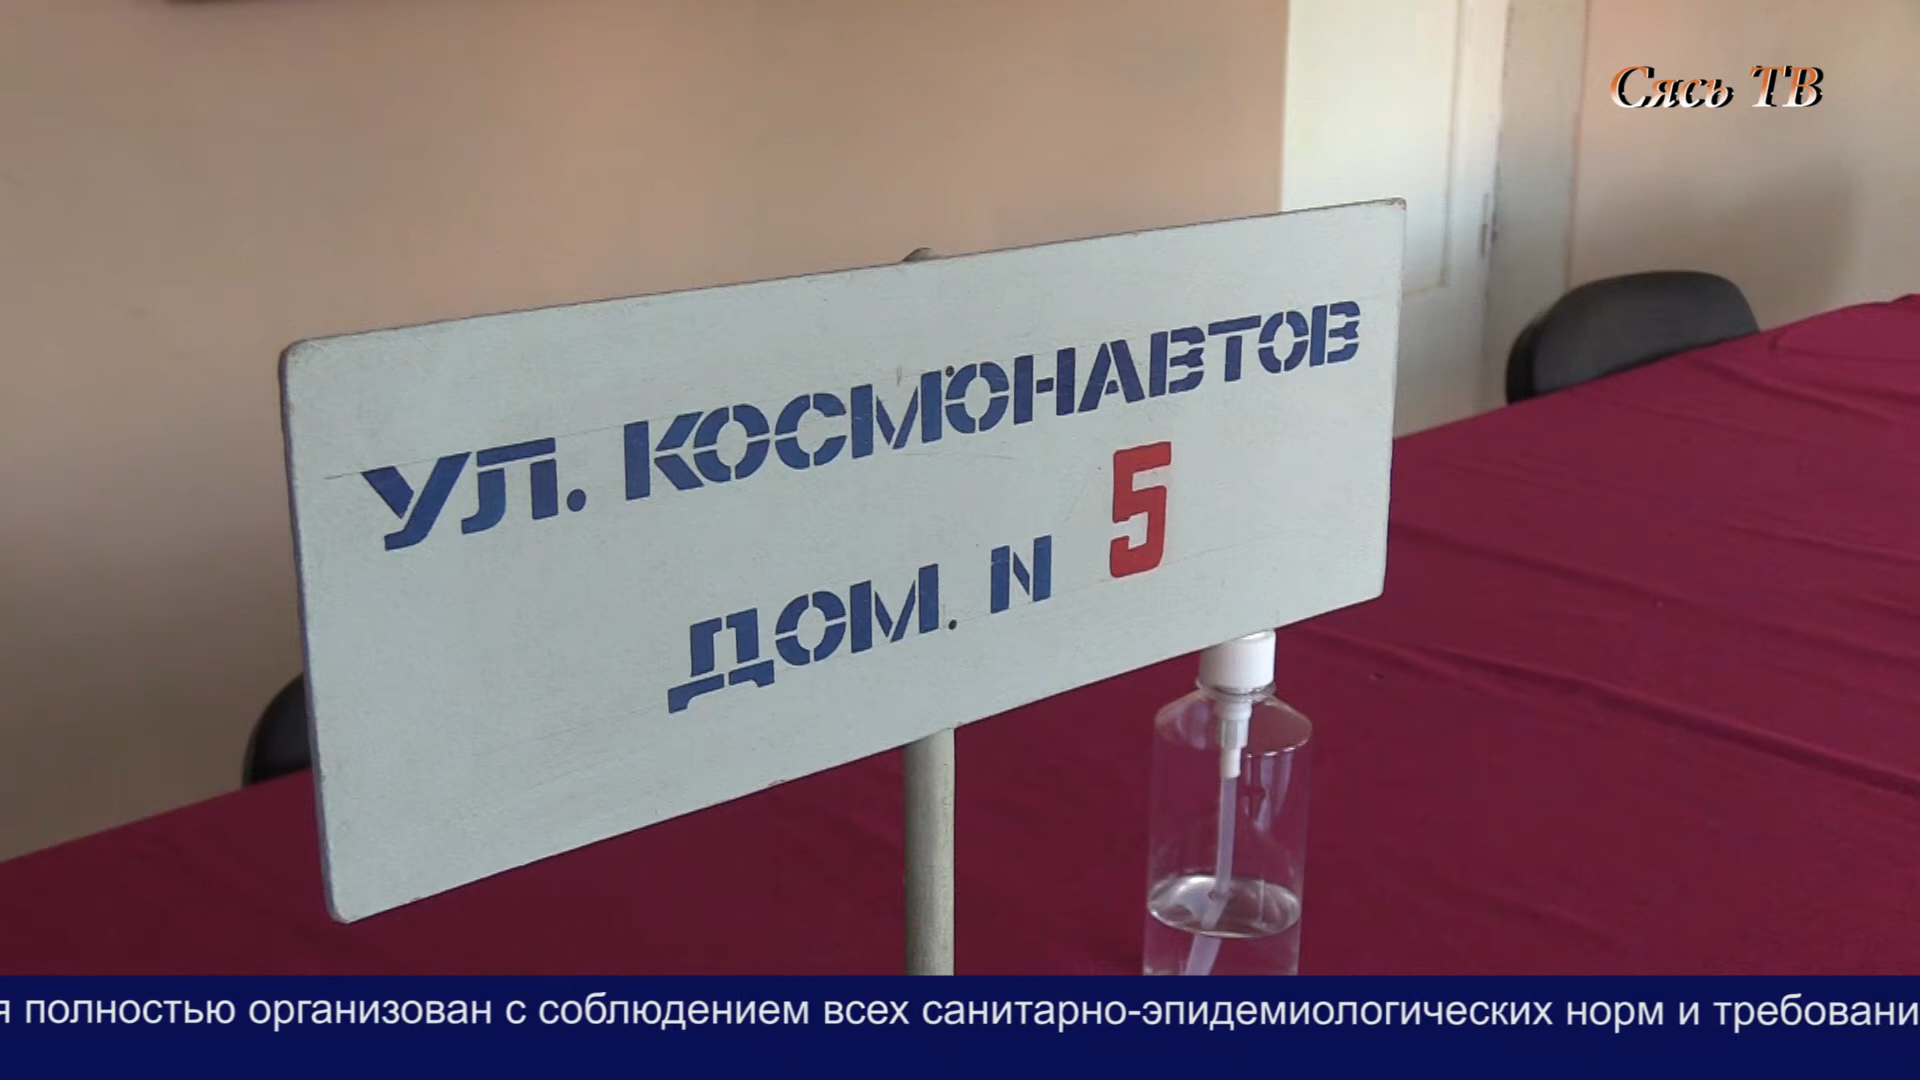 Сясь ТВ
УЛ. КОСМОНАВТОВ
ДОМ. N 5
я полностью организован с соблюдением всех санитарно-эпидемиологических норм и требовани